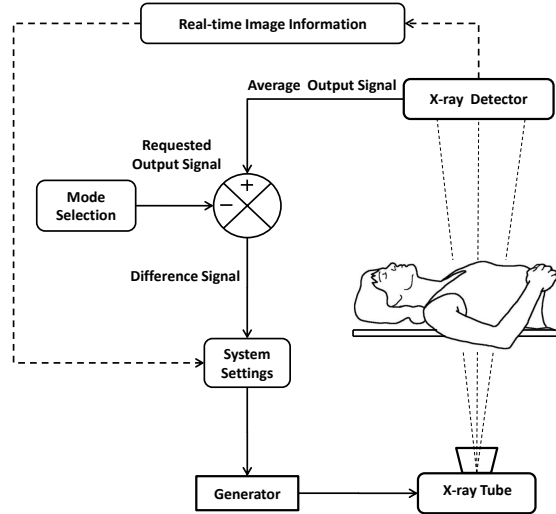 Real-time Image Information
Average Output Signal
X-ray Detector
Requested
Output Signal
+
−
Mode
Selection
Difference Signal
System
Settings
Generator
X-ray Tube